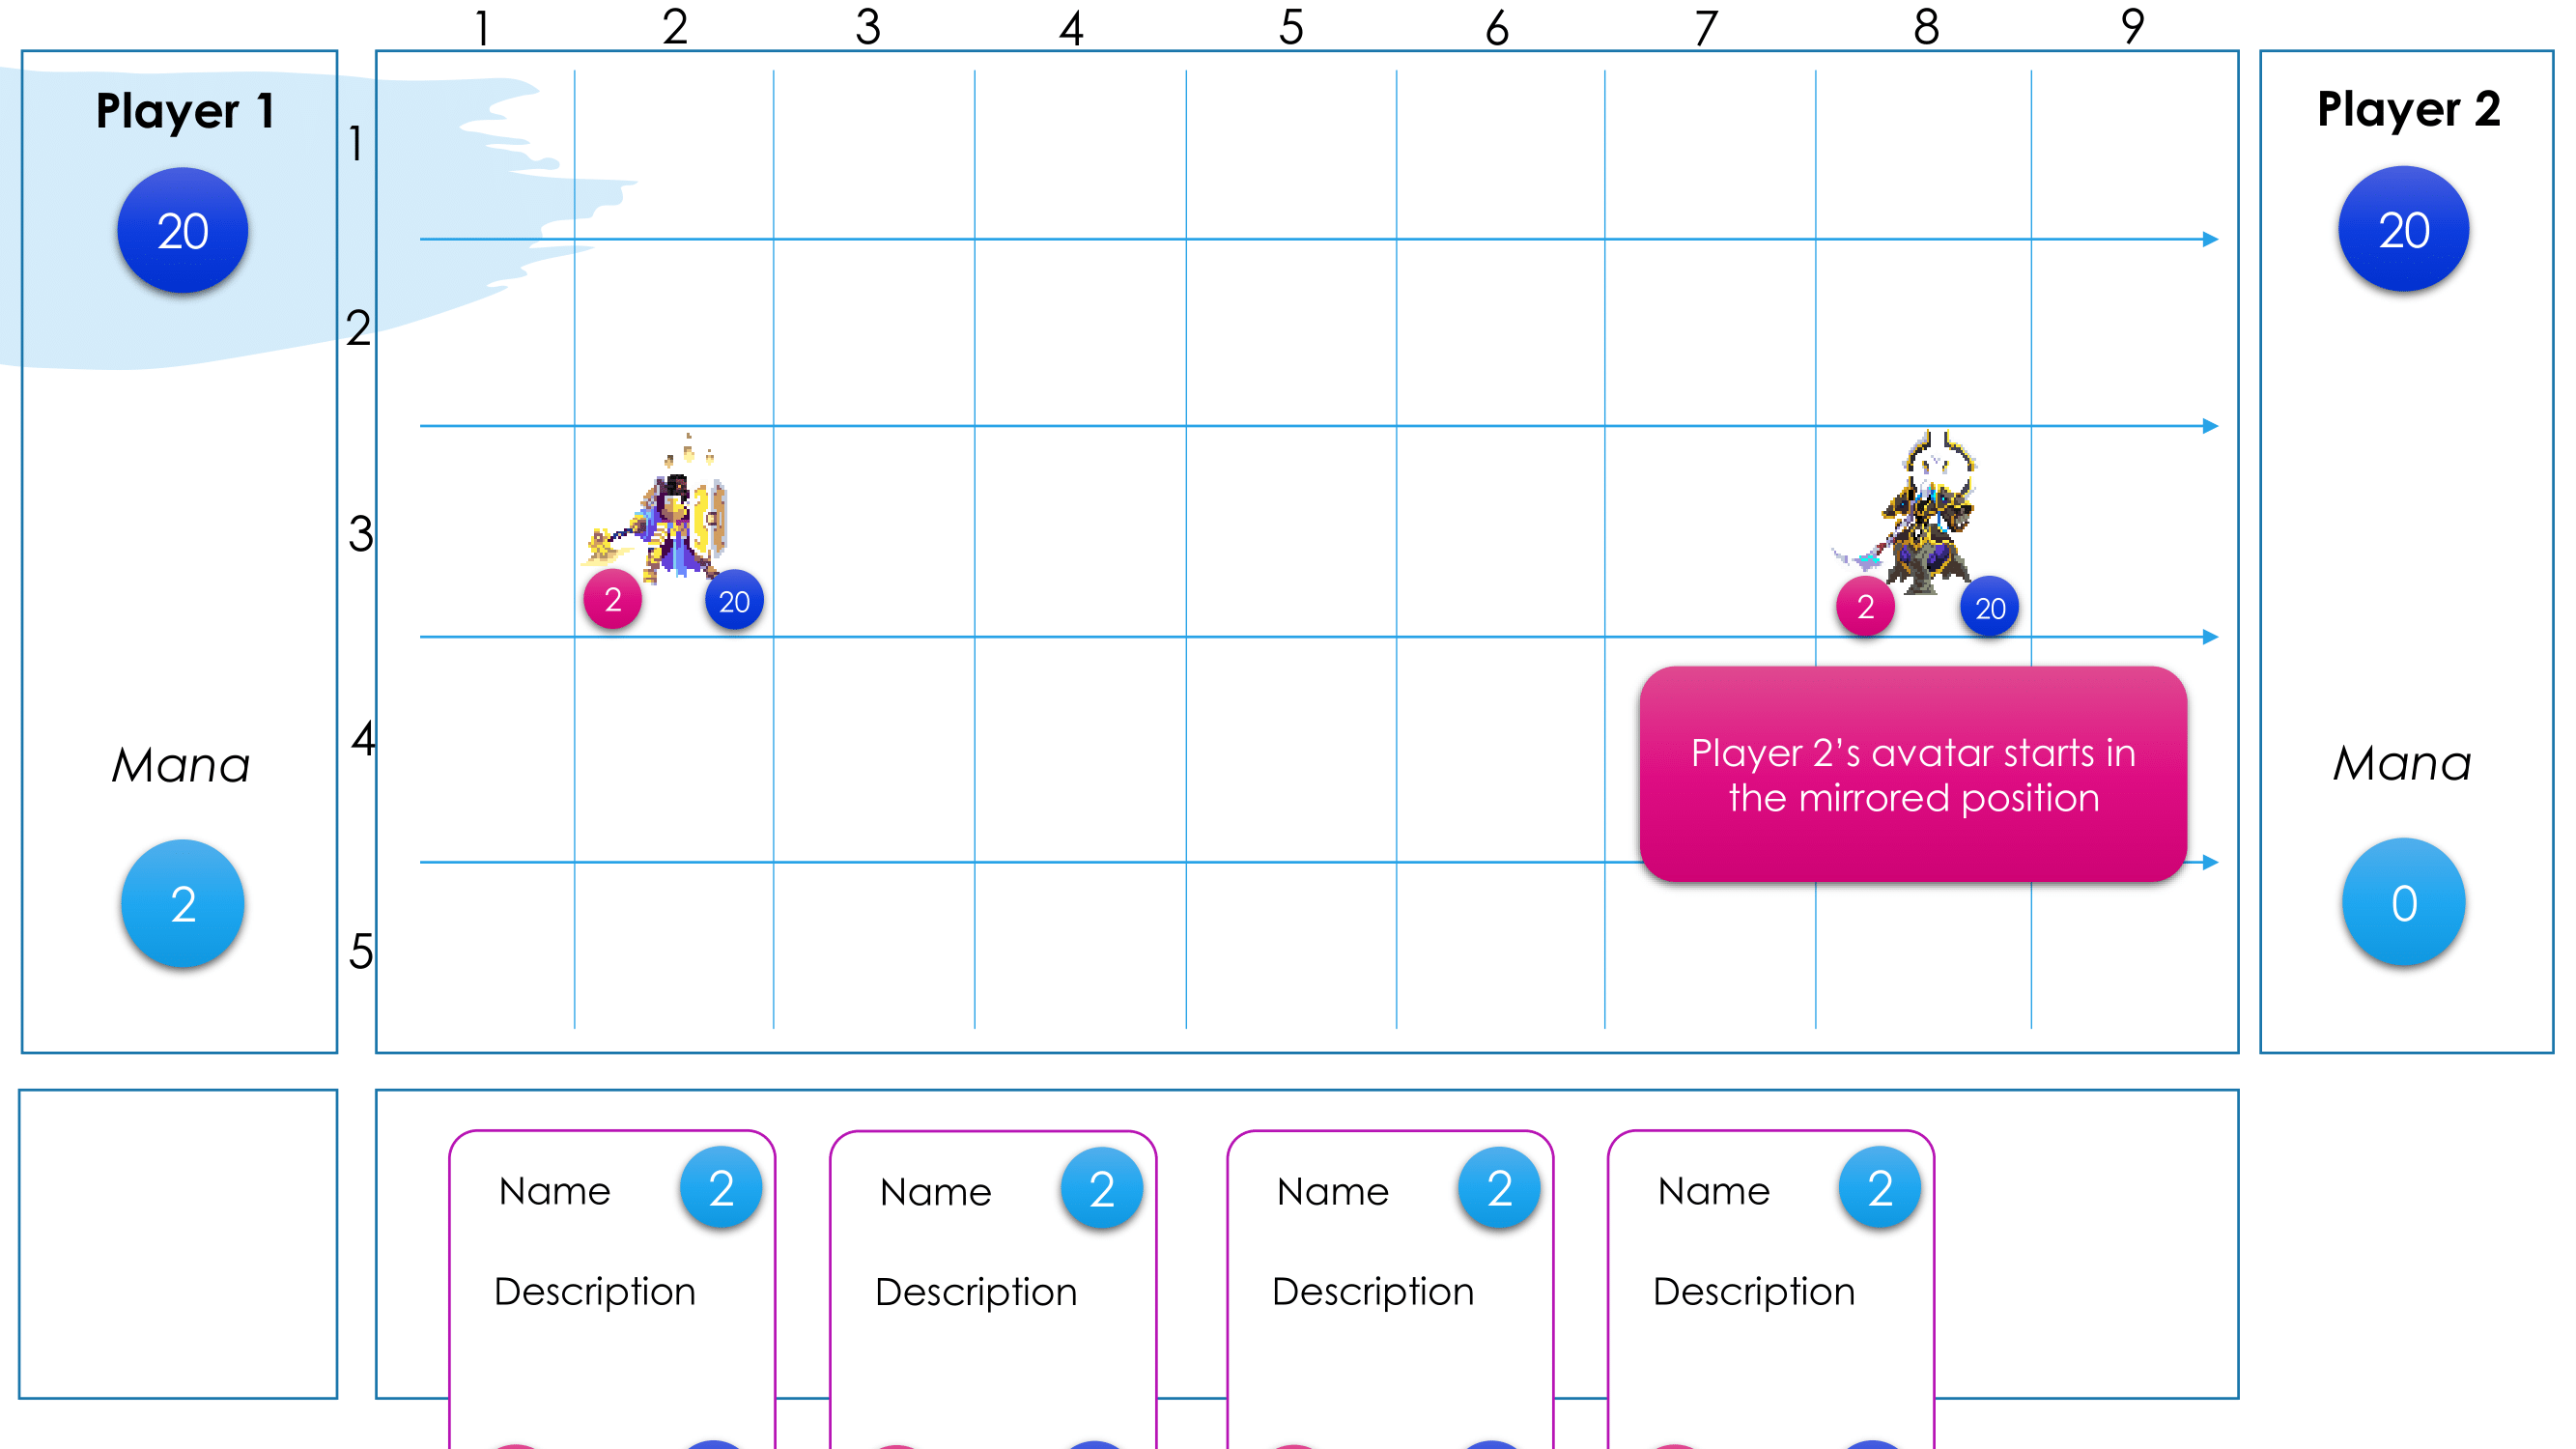 1 2 3 4 5 6 7 8 9
Player 1
20
Mana
2
1
2
3
4
5
2 20
2 20
Player 2's avatar starts in
the mirrored position
Player 2
20
Mana
0
Name 2
Description
Name 2
Description
Name 2
Description
Name 2
Description